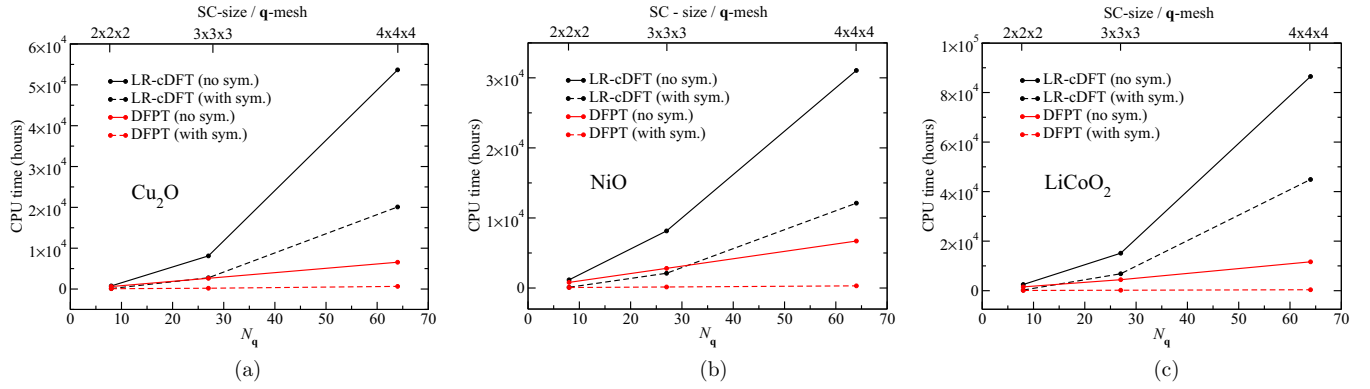 SC-size / q-mesh
2x2x2 3x3x3 4x4x4
(a)
6×10⁴
5×10⁴
4×10⁴
3×10⁴
2×10⁴
1×10⁴
0
CPU time (hours)
LR-cDFT (no sym.)
LR-cDFT (with sym.)
DFPT (no sym.)
DFPT (with sym.)
Cu₂O
0 10 20 30 40 50 60 70
N_q
(a)
SC - size / q-mesh
2x2x2 3x3x3 4x4x4
(b)
3×10⁴
2×10⁴
1×10⁴
0
CPU time (hours)
LR-cDFT (no sym.)
LR-cDFT (with sym.)
DFPT (no sym.)
DFPT (with sym.)
NiO
0 10 20 30 40 50 60 70
N_q
(b)
SC-size / q-mesh
2x2x2 3x3x3 4x4x4
(c)
1×10⁵
8×10⁴
6×10⁴
4×10⁴
2×10⁴
0
CPU time (hours)
LR-cDFT (no sym.)
LR-cDFT (with sym.)
DFPT (no sym.)
DFPT (with sym.)
LiCoO₂
0 10 20 30 40 50 60 70
N_q
(c)